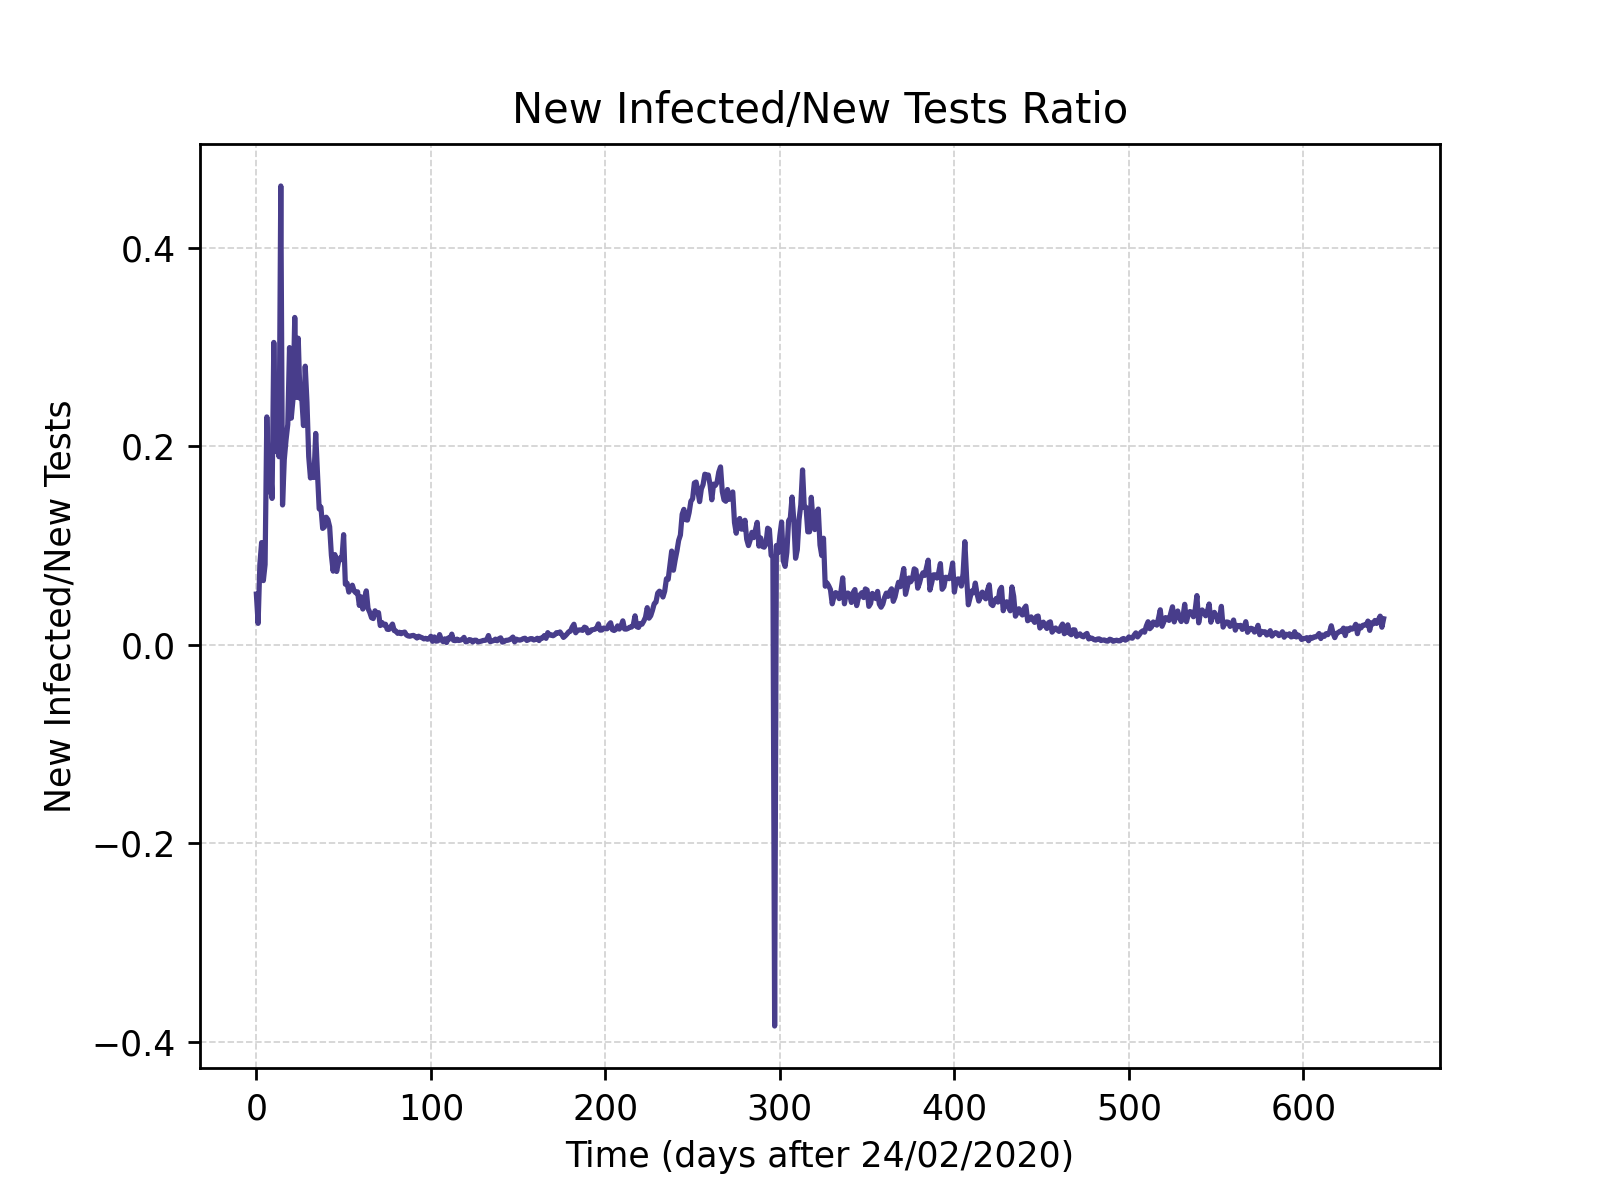 New Infected/New Tests Ratio
New Infected/New Tests
0.4
0.2
0.0
−0.2
−0.4
0 100 200 300 400 500 600
Time (days after 24/02/2020)